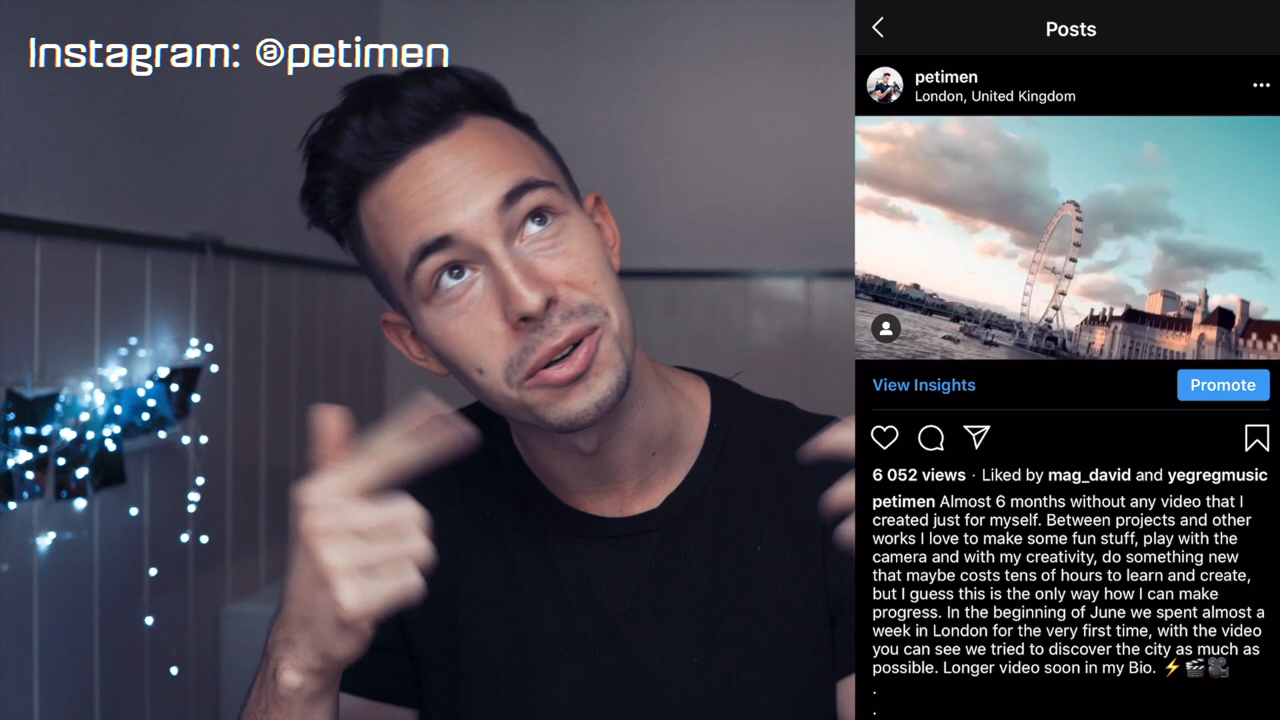 Instagram: @petimen
Posts
petimen
London, United Kingdom
View Insights
Promote
6 052 views · Liked by mag_david and yegregmusic
petimen Almost 6 months without any video that I
created just for myself. Between projects and other
works I love to make some fun stuff, play with the
camera and with my creativity, do something new
that maybe costs tens of hours to learn and create,
but I guess this is the only way how I can make
progress. In the beginning of June we spent almost a
week in London for the very first time, with the video
you can see we tried to discover the city as much as
possible. Longer video soon in my Bio. ⚡🎬🎥
.
.